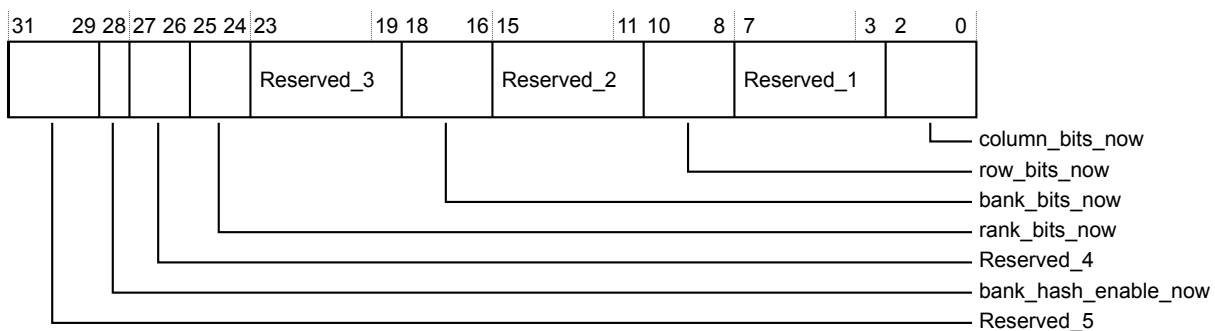 31 29 28 27 26 25 24 23 19 18 16 15 11 10 8 7 3 2 0
Reserved_3 Reserved_2 Reserved_1
column_bits_now
row_bits_now
bank_bits_now
rank_bits_now
Reserved_4
bank_hash_enable_now
Reserved_5